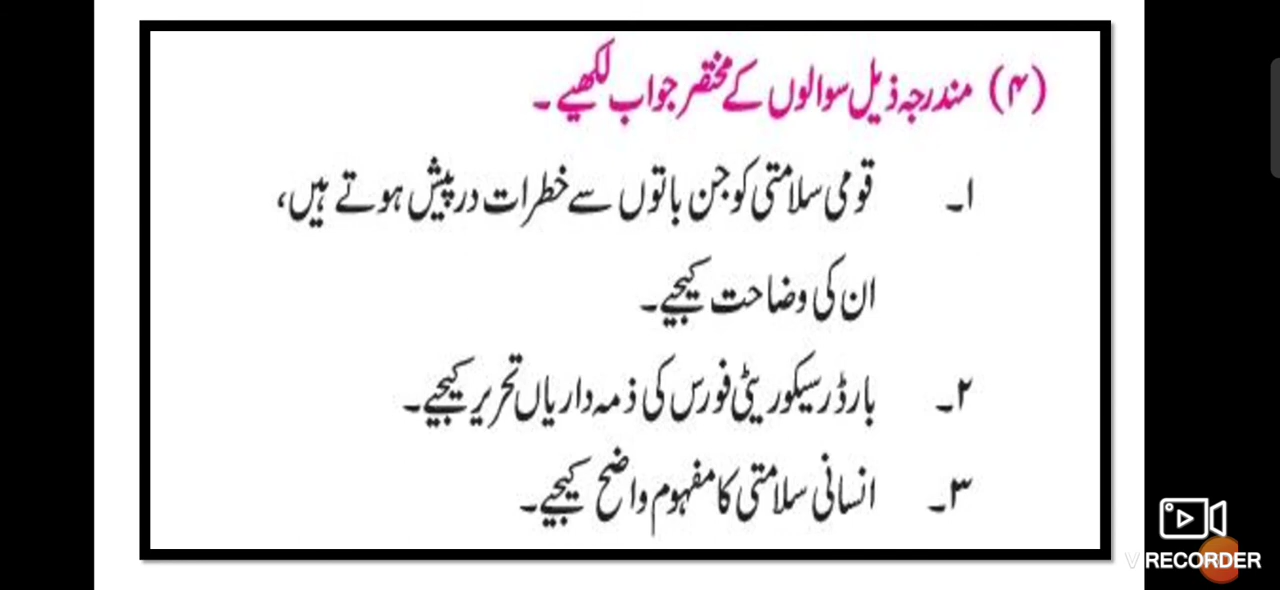 (۴) مندرجہ ذیل سوالوں کے مختصر جواب لکھیے۔
۱۔ قومی سلامتی کو جن باتوں سے خطرات درپیش ہوتے ہیں،
ان کی وضاحت کیجیے۔
۲۔ بارڈر سیکوریٹی فورس کی ذمہ داریاں تحریر کیجیے۔
۳۔ انسانی سلامتی کا مفہوم واضح کیجیے۔
V RECORDER